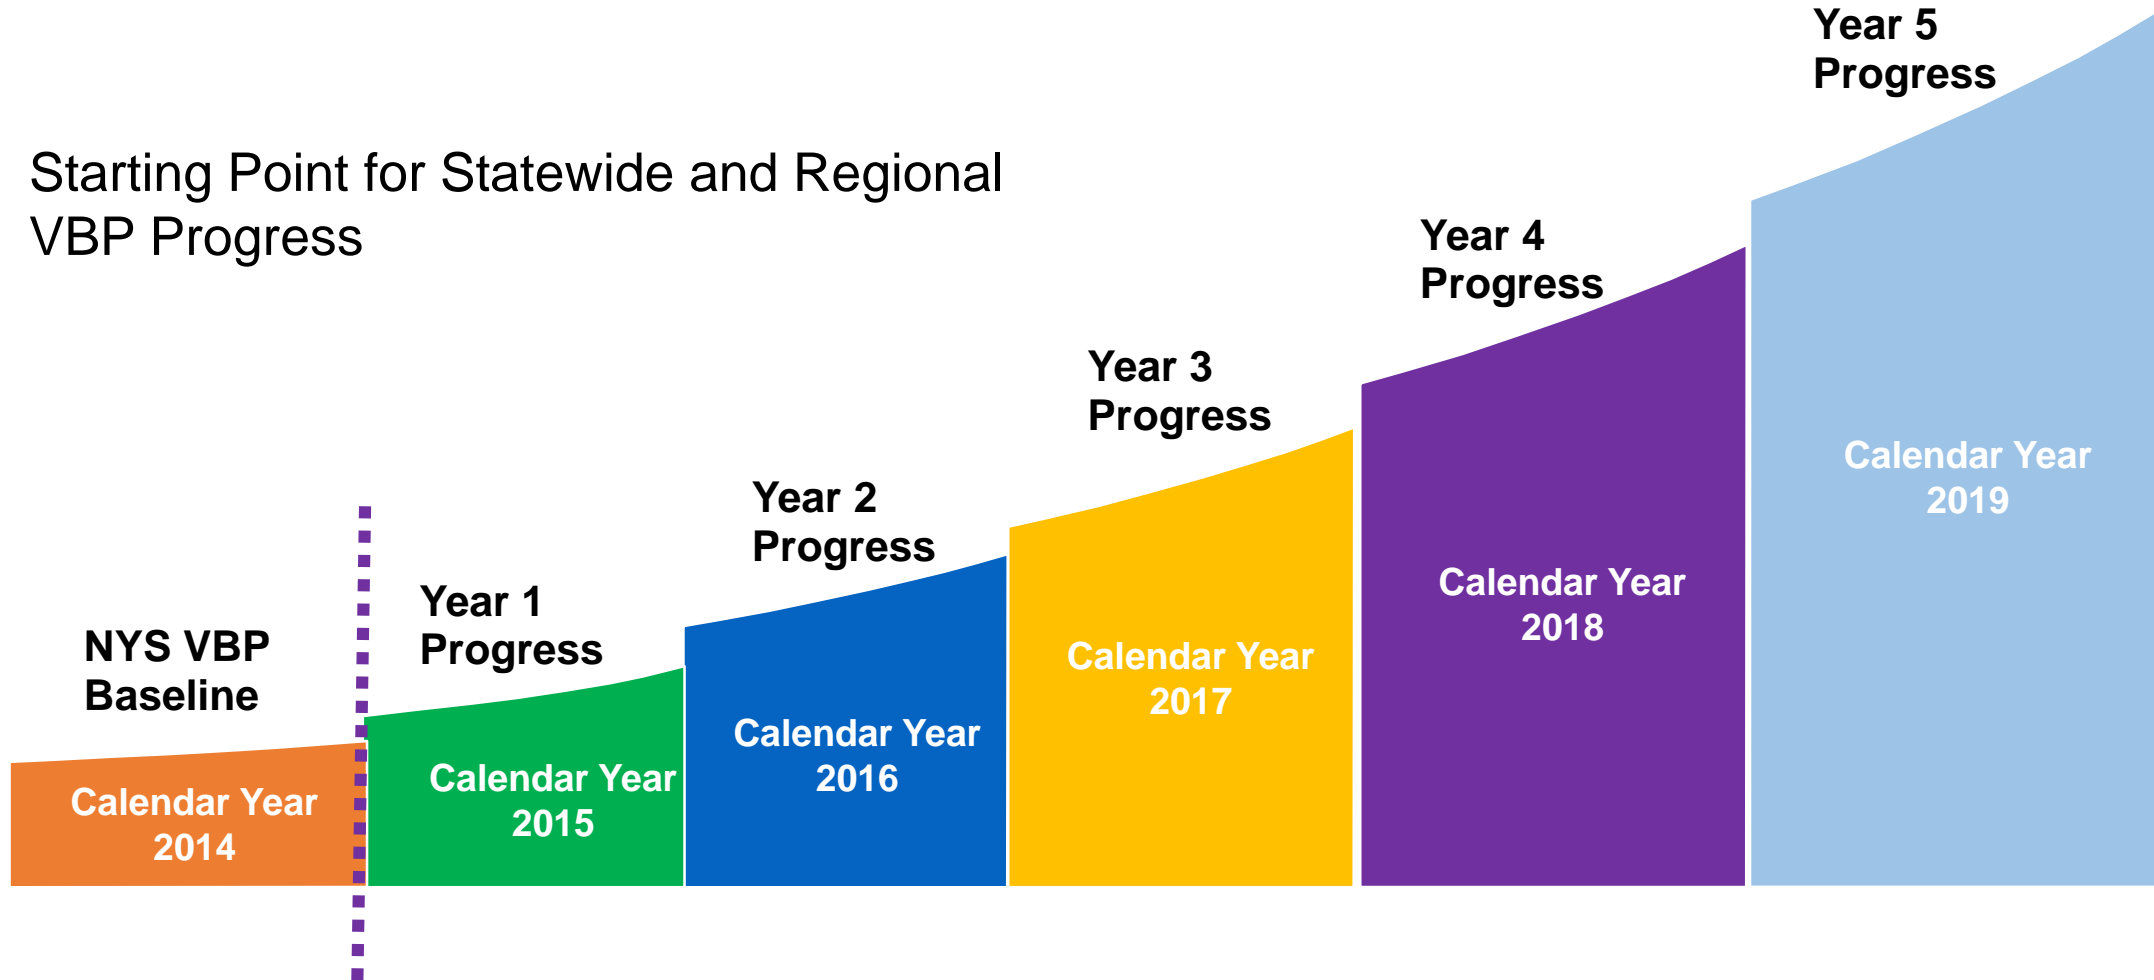 Starting Point for Statewide and Regional
VBP Progress
NYS VBP
Baseline
Calendar Year
2014
Year 1
Progress
Calendar Year
2015
Year 2
Progress
Calendar Year
2016
Year 3
Progress
Calendar Year
2017
Year 4
Progress
Calendar Year
2018
Year 5
Progress
Calendar Year
2019